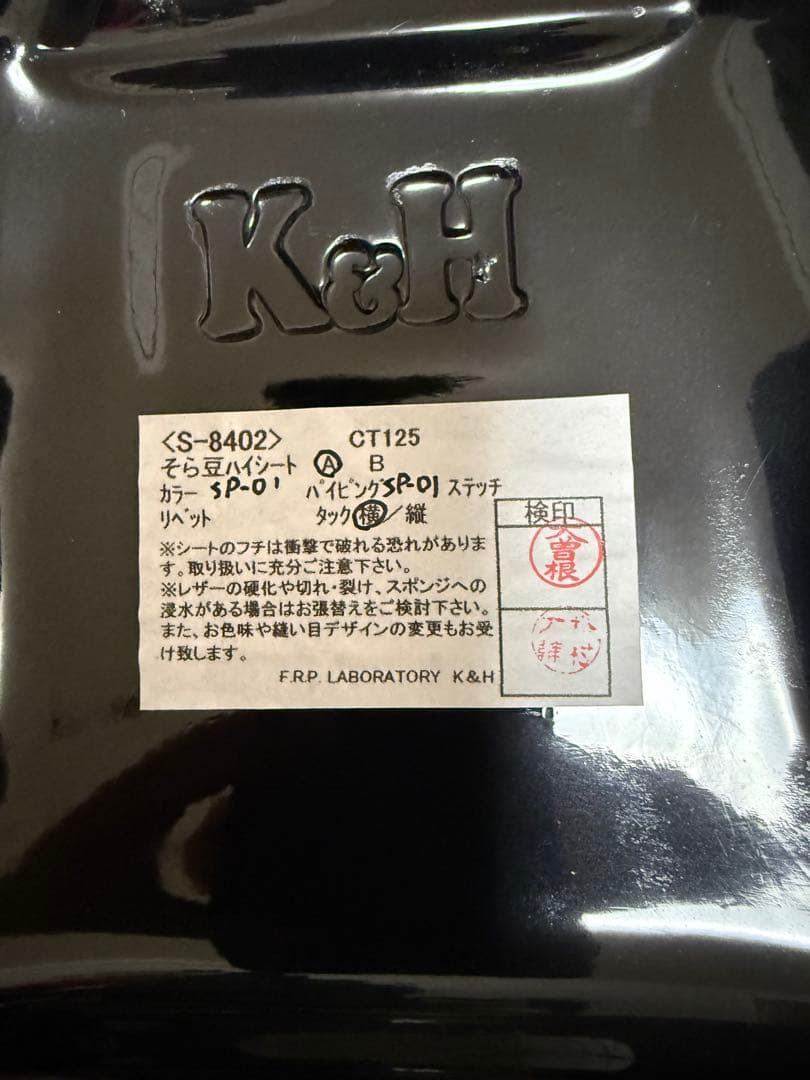 K&H
<S-8402> CT125
そら豆ハイシート A B
カラー SP-01 パイピング SP-01 ステッチ
リベット タック 横/縦
検印
大曽根
※シートのフチは衝撃で破れる恐れがありま
す。取り扱いに充分ご注意下さい。
※レザーの硬化や切れ・裂け、スポンジへの
浸水がある場合はお張替えをご検討下さい。
また、お色味や縫い目デザインの変更もお受
け致します。
F.R.P. LABORATORY K&H